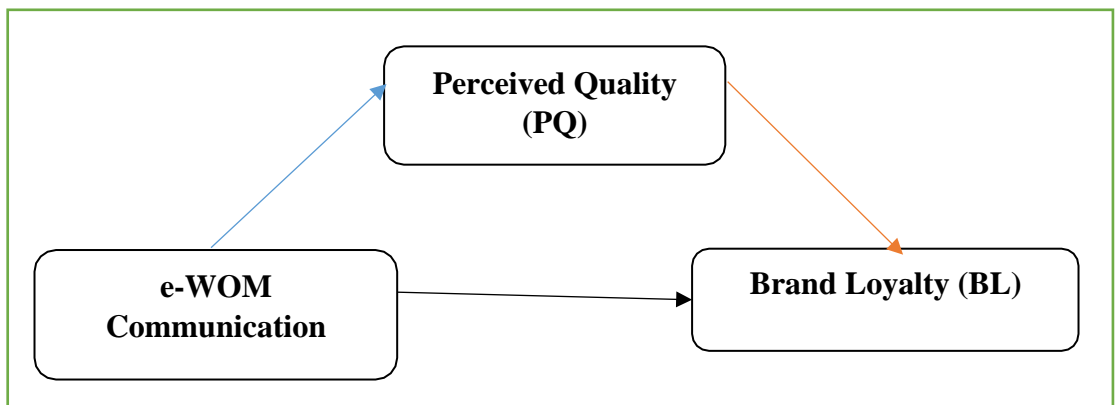 Perceived Quality
(PQ)
e-WOM
Communication
Brand Loyalty (BL)